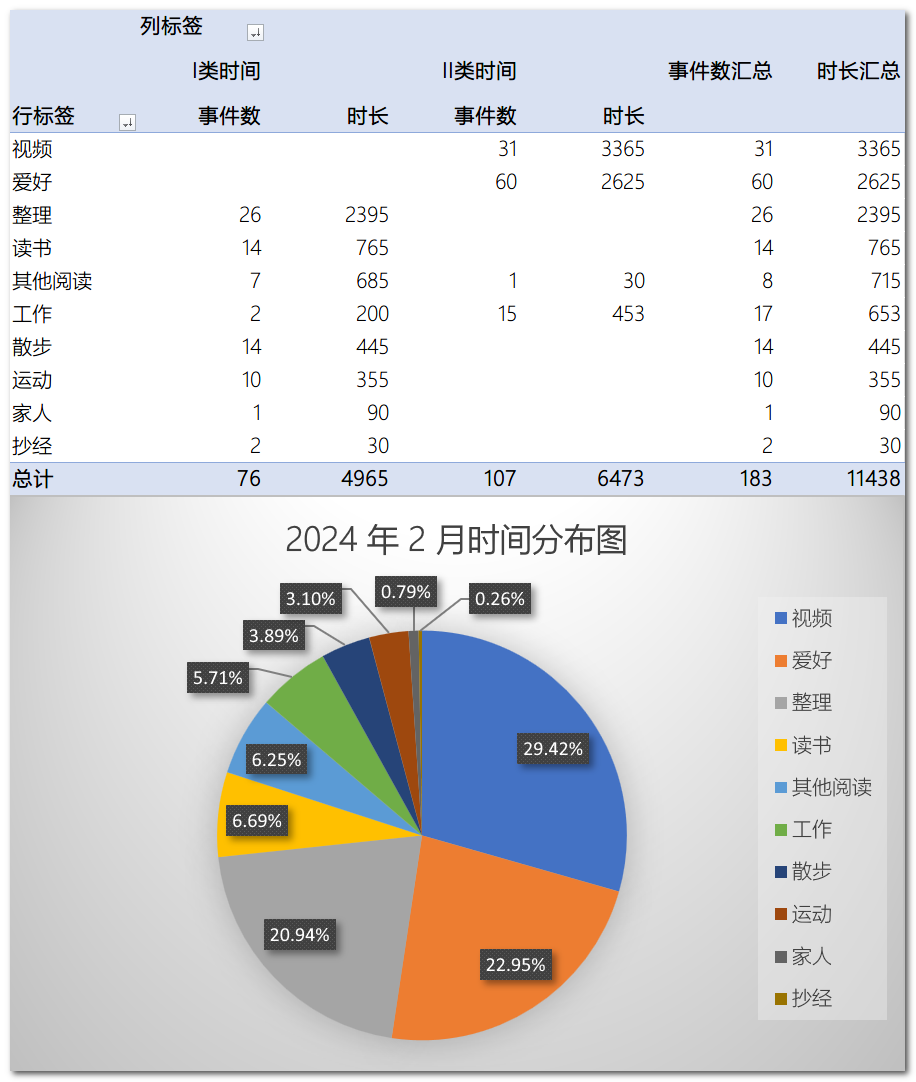 列标签
I类时间 II类时间 事件数汇总 时长汇总
行标签 事件数 时长 事件数 时长
视频 31 3365 31 3365
爱好 60 2625 60 2625
整理 26 2395 26 2395
读书 14 765 14 765
其他阅读 7 685 1 30 8 715
工作 2 200 15 453 17 653
散步 14 445 14 445
运动 10 355 10 355
家人 1 90 1 90
抄经 2 30 2 30
总计 76 4965 107 6473 183 11438
2024 年 2 月时间分布图
0.79%
3.10%
0.26%
3.89%
5.71%
29.42%
6.25%
6.69%
20.94%
22.95%
视频
爱好
整理
读书
其他阅读
工作
散步
运动
家人
抄经